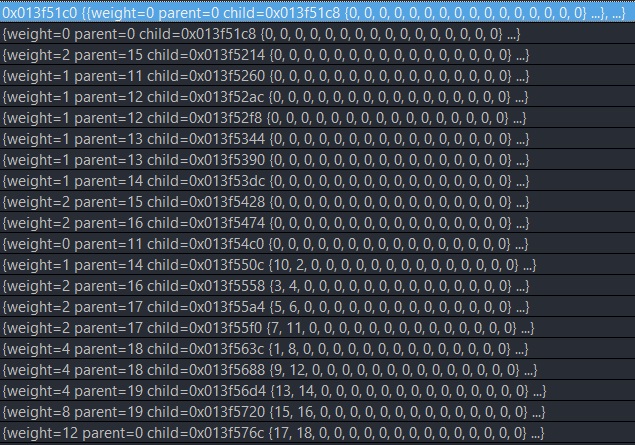 0x013f51c0 {{weight=0 parent=0 child=0x013f51c8 {0, 0, 0, 0, 0, 0, 0, 0, 0, 0, 0, 0, 0, 0, 0, 0} ...}, ...}
{weight=0 parent=0 child=0x013f51c8 {0, 0, 0, 0, 0, 0, 0, 0, 0, 0, 0, 0, 0, 0, 0, 0} ...}
{weight=2 parent=15 child=0x013f5214 {0, 0, 0, 0, 0, 0, 0, 0, 0, 0, 0, 0, 0, 0, 0, 0} ...}
{weight=1 parent=11 child=0x013f5260 {0, 0, 0, 0, 0, 0, 0, 0, 0, 0, 0, 0, 0, 0, 0, 0} ...}
{weight=1 parent=12 child=0x013f52ac {0, 0, 0, 0, 0, 0, 0, 0, 0, 0, 0, 0, 0, 0, 0, 0} ...}
{weight=1 parent=12 child=0x013f52f8 {0, 0, 0, 0, 0, 0, 0, 0, 0, 0, 0, 0, 0, 0, 0, 0} ...}
{weight=1 parent=13 child=0x013f5344 {0, 0, 0, 0, 0, 0, 0, 0, 0, 0, 0, 0, 0, 0, 0, 0} ...}
{weight=1 parent=13 child=0x013f5390 {0, 0, 0, 0, 0, 0, 0, 0, 0, 0, 0, 0, 0, 0, 0, 0} ...}
{weight=1 parent=14 child=0x013f53dc {0, 0, 0, 0, 0, 0, 0, 0, 0, 0, 0, 0, 0, 0, 0, 0} ...}
{weight=2 parent=15 child=0x013f5428 {0, 0, 0, 0, 0, 0, 0, 0, 0, 0, 0, 0, 0, 0, 0, 0} ...}
{weight=2 parent=16 child=0x013f5474 {0, 0, 0, 0, 0, 0, 0, 0, 0, 0, 0, 0, 0, 0, 0, 0} ...}
{weight=0 parent=11 child=0x013f54c0 {0, 0, 0, 0, 0, 0, 0, 0, 0, 0, 0, 0, 0, 0, 0, 0} ...}
{weight=1 parent=14 child=0x013f550c {10, 2, 0, 0, 0, 0, 0, 0, 0, 0, 0, 0, 0, 0, 0, 0} ...}
{weight=2 parent=16 child=0x013f5558 {3, 4, 0, 0, 0, 0, 0, 0, 0, 0, 0, 0, 0, 0, 0, 0} ...}
{weight=2 parent=17 child=0x013f55a4 {5, 6, 0, 0, 0, 0, 0, 0, 0, 0, 0, 0, 0, 0, 0, 0} ...}
{weight=2 parent=17 child=0x013f55f0 {7, 11, 0, 0, 0, 0, 0, 0, 0, 0, 0, 0, 0, 0, 0, 0} ...}
{weight=4 parent=18 child=0x013f563c {1, 8, 0, 0, 0, 0, 0, 0, 0, 0, 0, 0, 0, 0, 0, 0} ...}
{weight=4 parent=18 child=0x013f5688 {9, 12, 0, 0, 0, 0, 0, 0, 0, 0, 0, 0, 0, 0, 0, 0} ...}
{weight=4 parent=19 child=0x013f56d4 {13, 14, 0, 0, 0, 0, 0, 0, 0, 0, 0, 0, 0, 0, 0, 0} ...}
{weight=8 parent=19 child=0x013f5720 {15, 16, 0, 0, 0, 0, 0, 0, 0, 0, 0, 0, 0, 0, 0, 0} ...}
{weight=12 parent=0 child=0x013f576c {17, 18, 0, 0, 0, 0, 0, 0, 0, 0, 0, 0, 0, 0, 0, 0} ...}